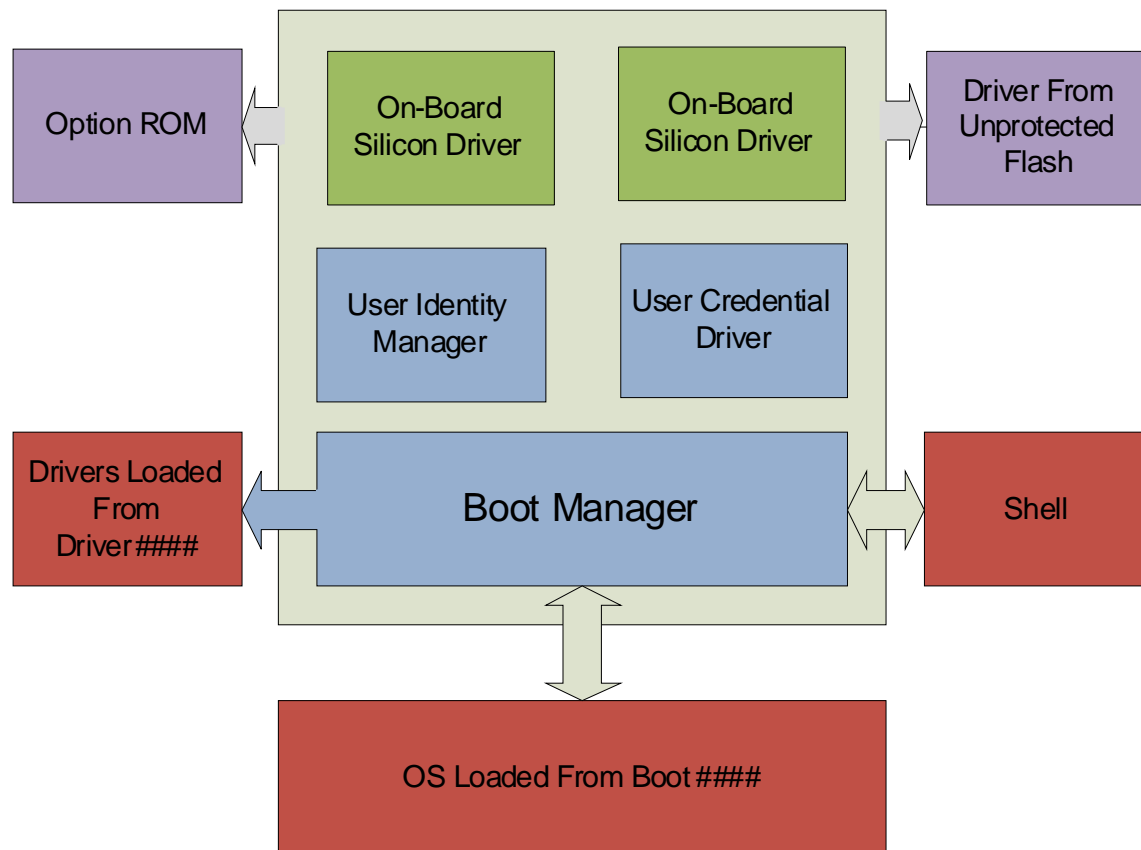 Option ROM
On-Board
Silicon Driver
On-Board
Silicon Driver
Driver From
Unprotected
Flash
User Identity
Manager
User Credential
Driver
Drivers Loaded
From
Driver ####
Boot Manager
Shell
OS Loaded From Boot ####